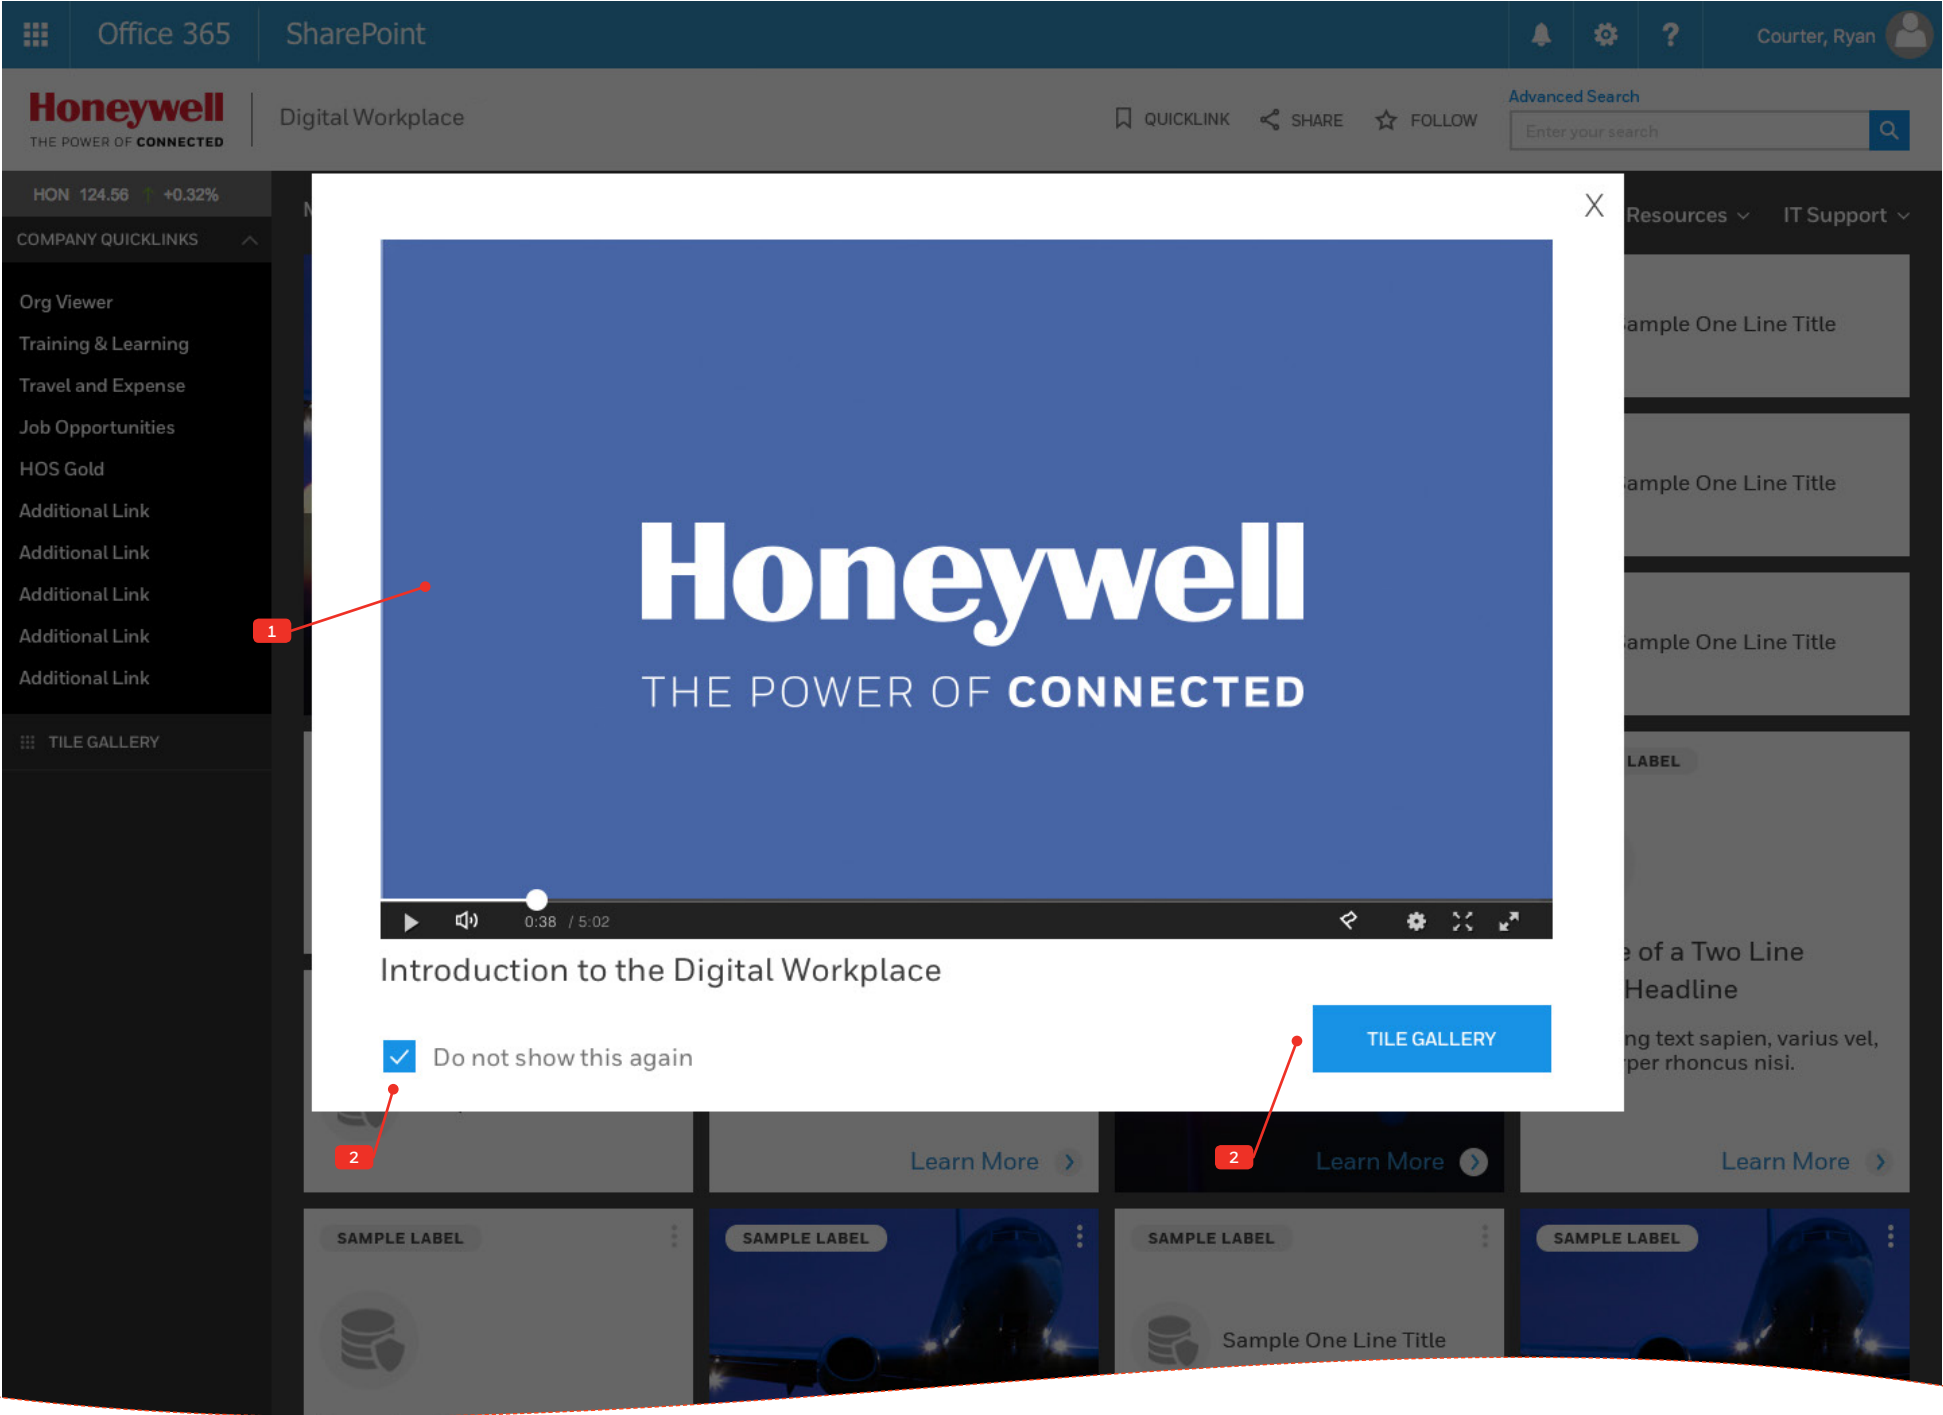 Office 365
SharePoint
Courter, Ryan
Honeywell
THE POWER OF CONNECTED
Digital Workplace
QUICKLINK
SHARE
FOLLOW
Advanced Search
Enter your search
HON 124.56 +0.32%
X
Resources
IT Support
COMPANY QUICKLINKS
Org Viewer
Training & Learning
Travel and Expense
Job Opportunities
HOS Gold
Additional Link
Additional Link
Additional Link
Additional Link
Additional Link
TILE GALLERY
ample One Line Title
ample One Line Title
ample One Line Title
Honeywell
THE POWER OF CONNECTED
1
0:38 / 5:02
Introduction to the Digital Workplace
Do not show this again
TILE GALLERY
2
2
LABEL
of a Two Line
Headline
ng text sapien, varius vel,
per rhoncus nisi.
Learn More
Learn More
Learn More
SAMPLE LABEL
SAMPLE LABEL
SAMPLE LABEL
Sample One Line Title
SAMPLE LABEL